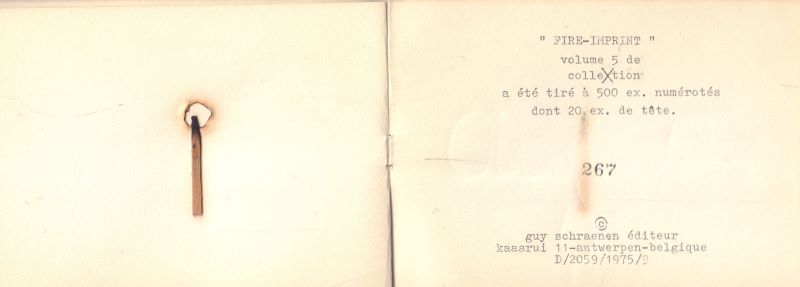 " FIRE-IMPRINT "
volume 5 de
colleXtion
a été tiré à 500 ex. numérotés
dont 20 ex. de tête.
267
©
guy schraenen éditeur
kaasrui 11-antwerpen-belgique
D/2059/1975/9